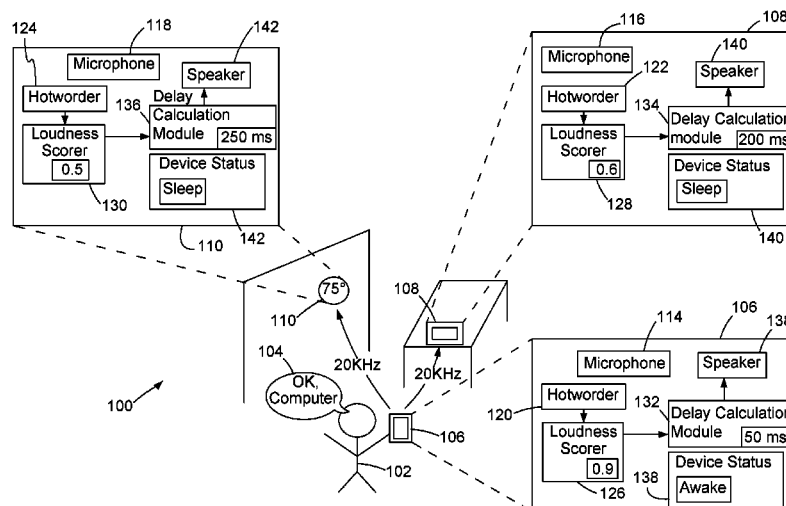 124
118
142
Microphone
Speaker
Hotworder
Delay
136
Calculation
Module
250 ms
Loudness
Scorer
0.5
Device Status
Sleep
130
142
110
116
140
108
Microphone
Speaker
122
Hotworder
134
Delay Calculation
module
200 ms
Loudness
Scorer
0.6
Device Status
Sleep
128
140
75°
110
108
20KHz
20KHz
104
OK,
Computer
100
106
102
114
106
138
Microphone
Speaker
120
Hotworder
132
Delay Calculation
Module
50 ms
Loudness
Scorer
0.9
Device Status
Awake
126
138